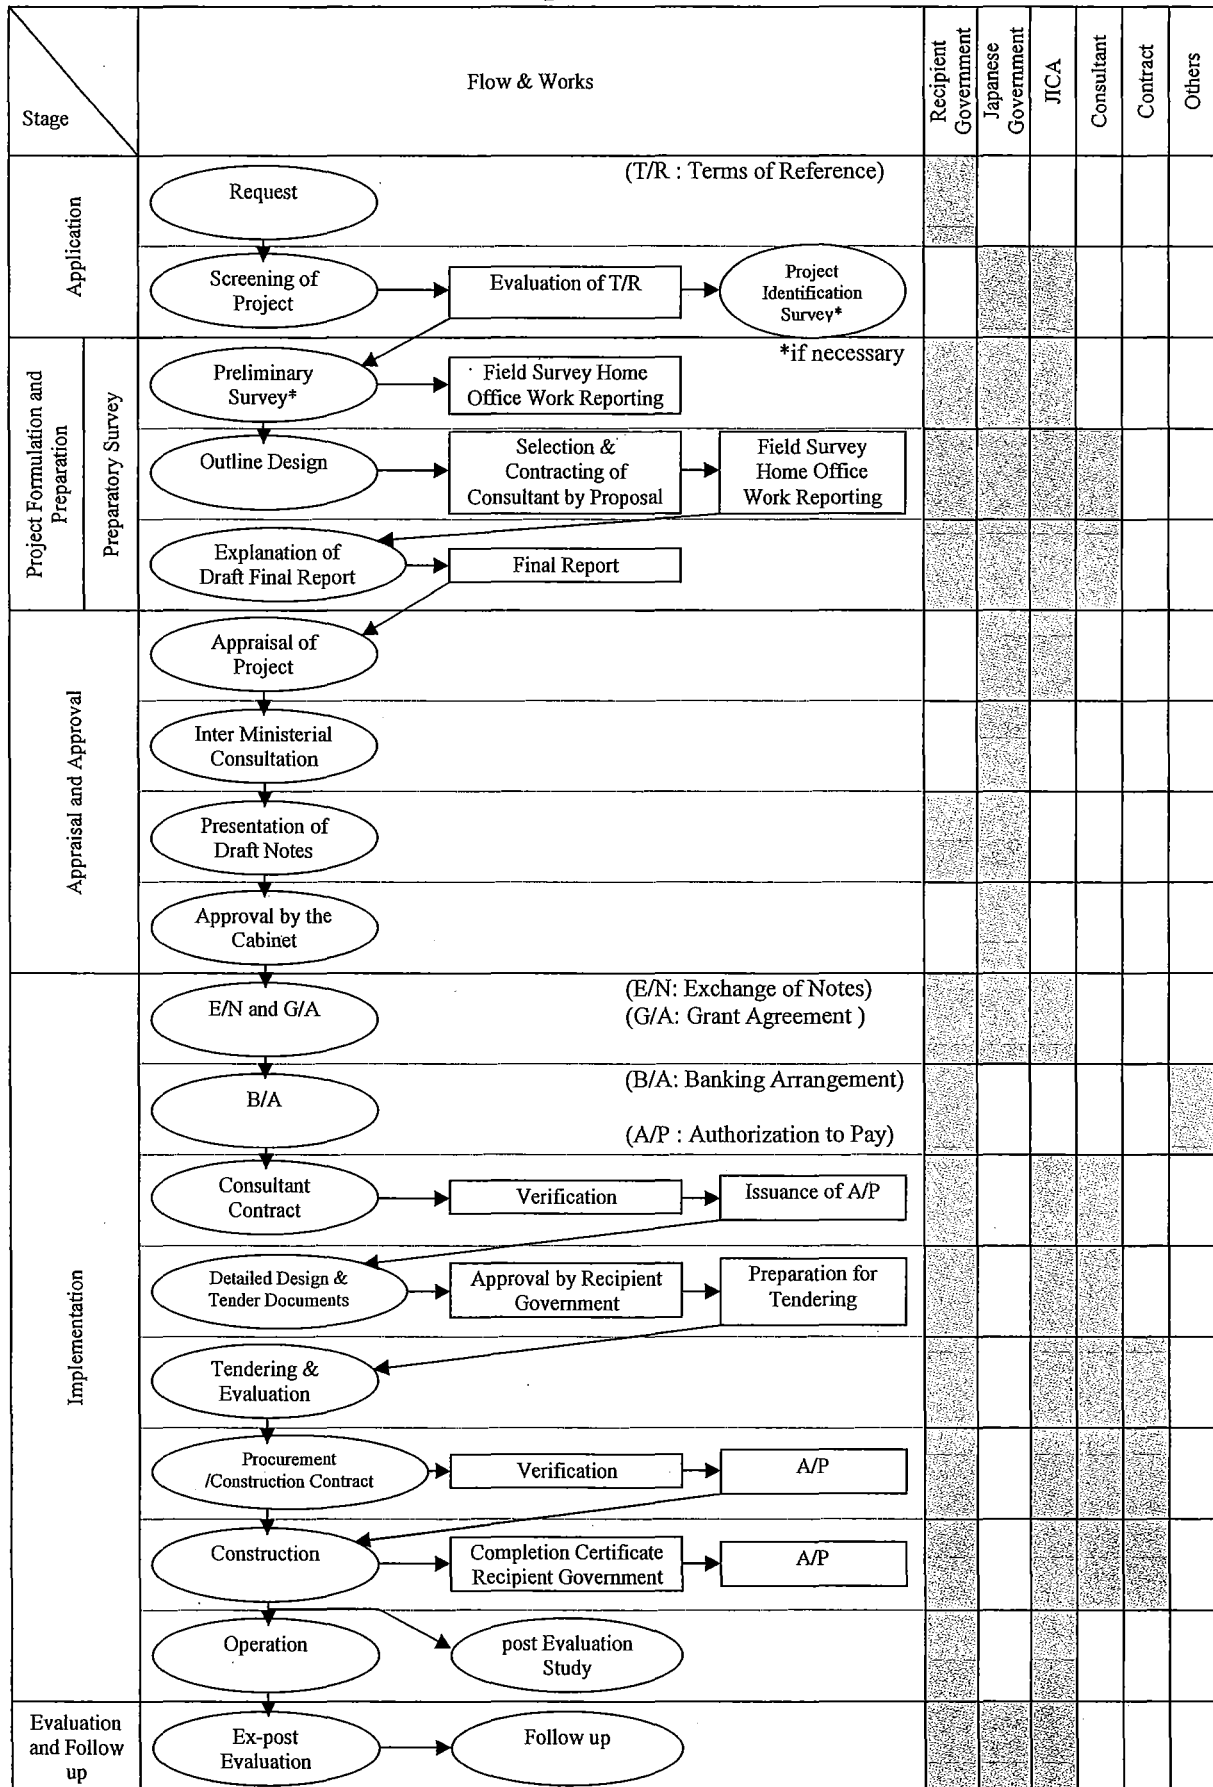 Stage
Flow & Works
Recipient
Government
Japanese
Government
JICA
Consultant
Contract
Others
Application
Request
(T/R : Terms of Reference)
Screening of
Project
Evaluation of T/R
Project
Identification
Survey*
Project Formulation and
Preparation
Preparatory Survey
*if necessary
Preliminary
Survey*
Field Survey Home
Office Work Reporting
Outline Design
Selection &
Contracting of
Consultant by Proposal
Field Survey
Home Office
Work Reporting
Explanation of
Draft Final Report
Final Report
Appraisal and Approval
Appraisal of
Project
Inter Ministerial
Consultation
Presentation of
Draft Notes
Approval by the
Cabinet
Implementation
E/N and G/A
(E/N: Exchange of Notes)
(G/A: Grant Agreement )
B/A
(B/A: Banking Arrangement)
(A/P : Authorization to Pay)
Consultant
Contract
Verification
Issuance of A/P
Detailed Design &
Tender Documents
Approval by Recipient
Government
Preparation for
Tendering
Tendering &
Evaluation
Procurement
/Construction Contract
Verification
A/P
Construction
Completion Certificate
Recipient Government
A/P
Operation
post Evaluation
Study
Evaluation
and Follow
up
Ex-post
Evaluation
Follow up